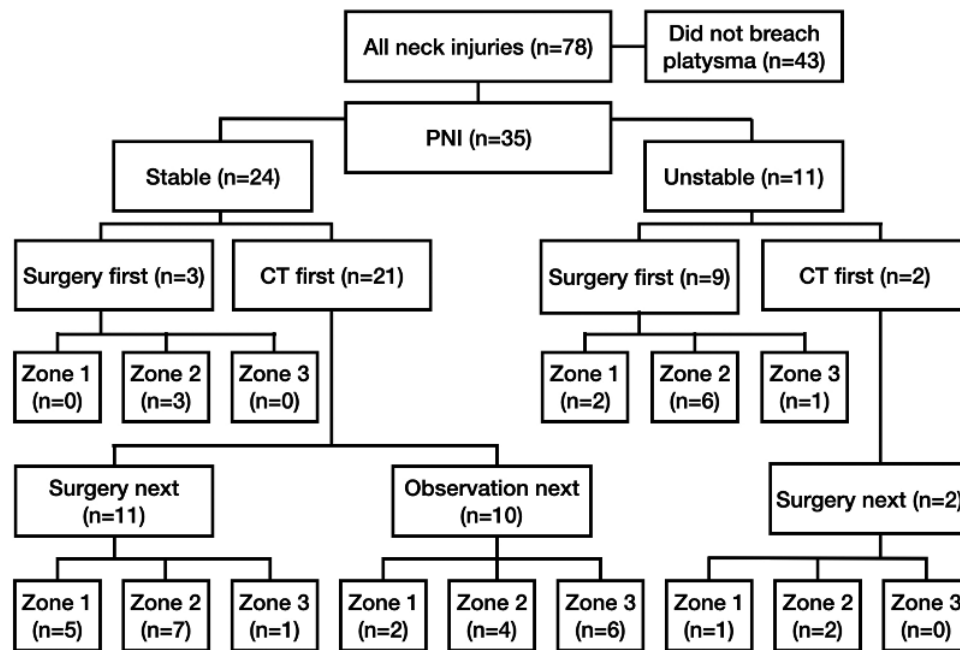 All neck injuries (n=78)
Did not breach
platysma (n=43)
PNI (n=35)
Stable (n=24)
Unstable (n=11)
Surgery first (n=3)
CT first (n=21)
Surgery first (n=9)
CT first (n=2)
Zone 1
(n=0)
Zone 2
(n=3)
Zone 3
(n=0)
Zone 1
(n=2)
Zone 2
(n=6)
Zone 3
(n=1)
Surgery next
(n=11)
Observation next
(n=10)
Surgery next (n=2)
Zone 1
(n=5)
Zone 2
(n=7)
Zone 3
(n=1)
Zone 1
(n=2)
Zone 2
(n=4)
Zone 3
(n=6)
Zone 1
(n=1)
Zone 2
(n=2)
Zone 3
(n=0)